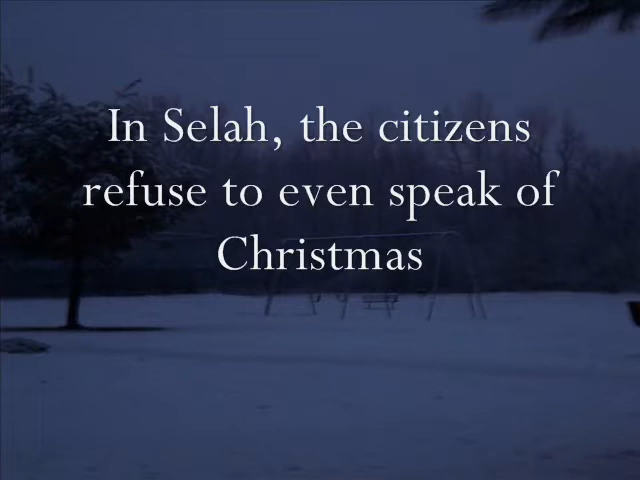 In Selah, the citizens
refuse to even speak of
Christmas